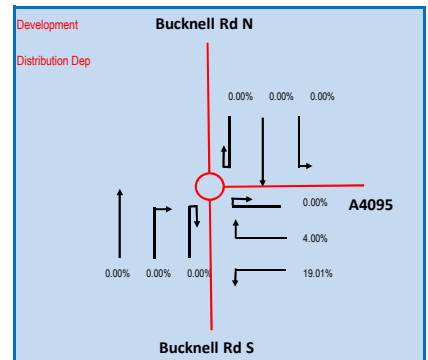 Development
Bucknell Rd N
Distribution Dep
0.00% 0.00% 0.00%
0.00%
A4095
4.00%
0.00% 0.00% 0.00%
19.01%
Bucknell Rd S